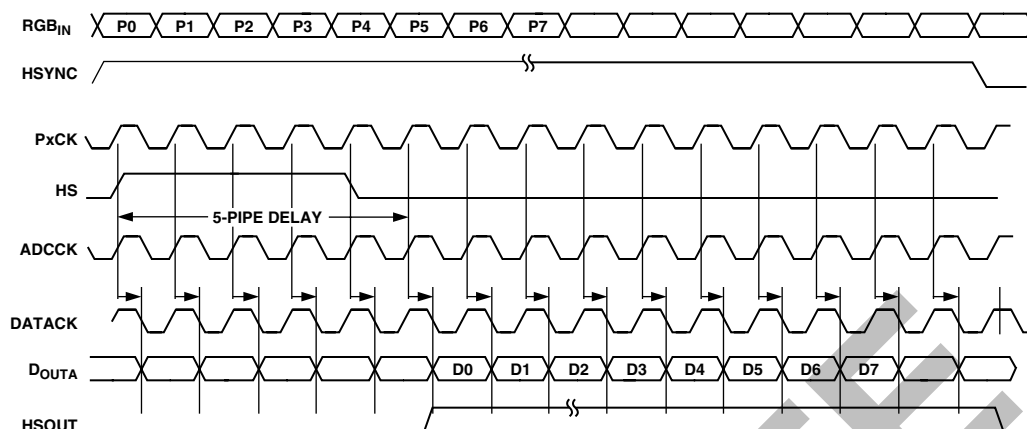 RGBIN P0 P1 P2 P3 P4 P5 P6 P7
HSYNC
PxCK
HS
5-PIPE DELAY
ADCCK
DATACK
DOUTA D0 D1 D2 D3 D4 D5 D6 D7
HSOUT